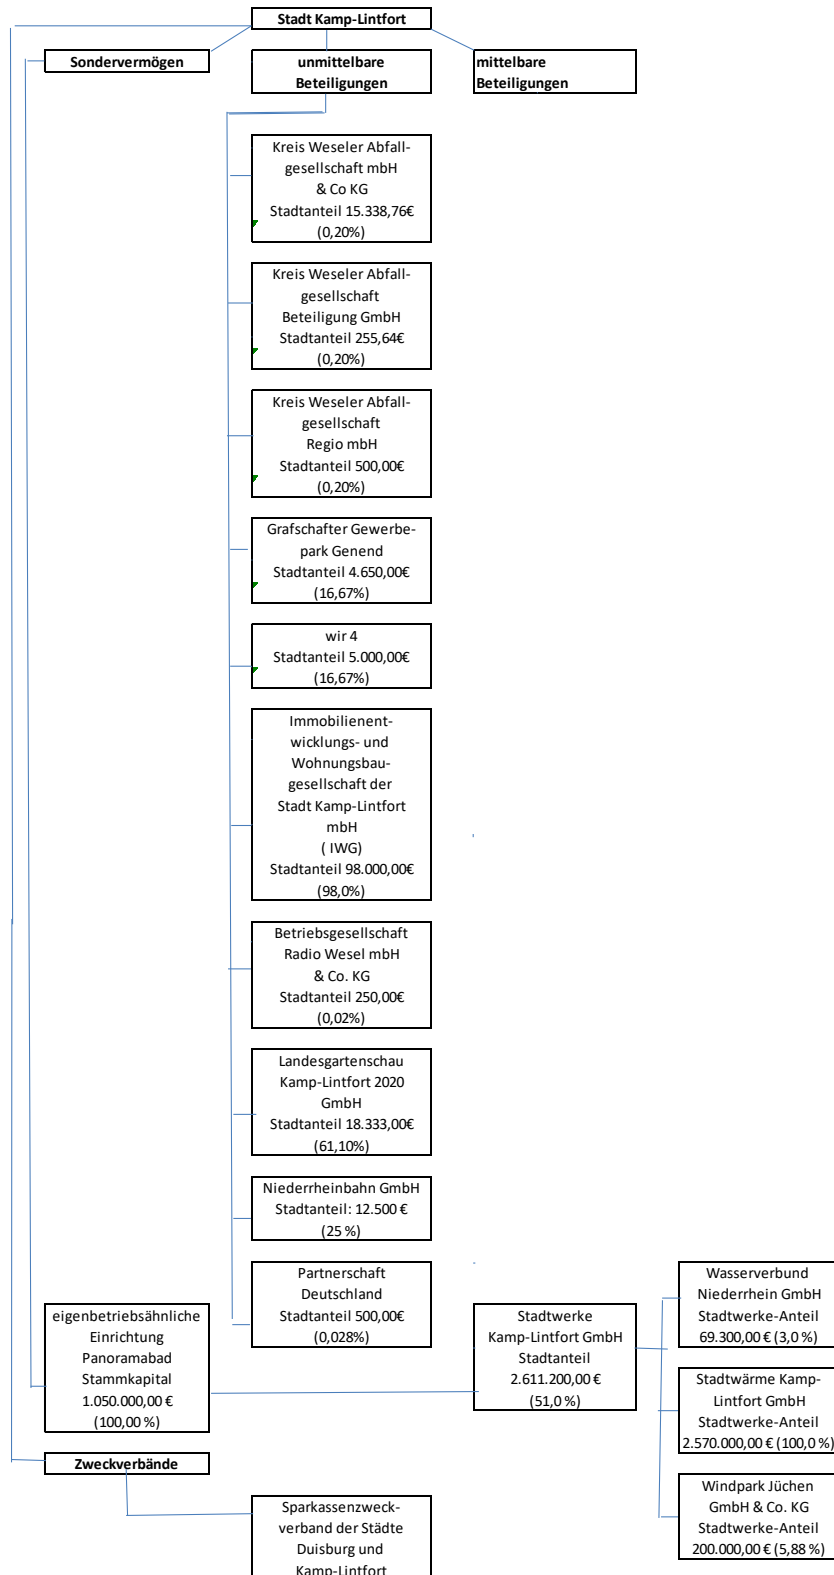 Stadt Kamp-Lintfort
Sondervermögen
unmittelbare
Beteiligungen
mittelbare
Beteiligungen
Kreis Weseler Abfall-
gesellschaft mbH
& Co KG
Stadtanteil 15.338,76€
(0,20%)
Kreis Weseler Abfall-
gesellschaft
Beteiligung GmbH
Stadtanteil 255,64€
(0,20%)
Kreis Weseler Abfall-
gesellschaft
Regio mbH
Stadtanteil 500,00€
(0,20%)
Grafschafter Gewerbe-
park Genend
Stadtanteil 4.650,00€
(16,67%)
wir 4
Stadtanteil 5.000,00€
(16,67%)
Immobilienent-
wicklungs- und
Wohnungsbau-
gesellschaft der
Stadt Kamp-Lintfort
mbH
( IWG)
Stadtanteil 98.000,00€
(98,0%)
Betriebsgesellschaft
Radio Wesel mbH
& Co. KG
Stadtanteil 250,00€
(0,02%)
Landesgartenschau
Kamp-Lintfort 2020
GmbH
Stadtanteil 18.333,00€
(61,10%)
Niederrheinbahn GmbH
Stadtanteil: 12.500 €
(25 %)
Partnerschaft
Deutschland
Stadtanteil 500,00€
(0,028%)
eigenbetriebsähnliche
Einrichtung
Panoramabad
Stammkapital
1.050.000,00 €
(100,00 %)
Stadtwerke
Kamp-Lintfort GmbH
Stadtanteil
2.611.200,00 €
(51,0 %)
Wasserverbund
Niederrhein GmbH
Stadtwerke-Anteil
69.300,00 € (3,0 %)
Stadtwärme Kamp-
Lintfort GmbH
Stadtwerke-Anteil
2.570.000,00 € (100,0 %)
Windpark Jüchen
GmbH & Co. KG
Stadtwerke-Anteil
200.000,00 € (5,88 %)
Zweckverbände
Sparkassenzweck-
verband der Städte
Duisburg und
Kamp-Lintfort